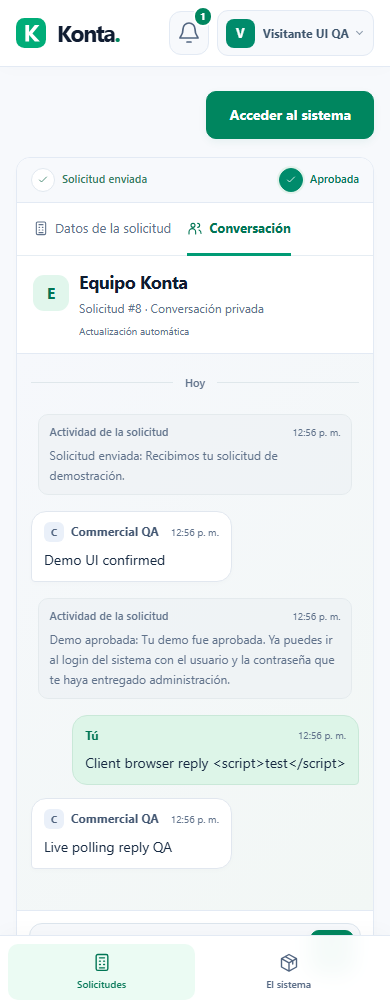 K Konta.
1
V Visitante UI QA
Acceder al sistema
Solicitud enviada
Aprobada
Datos de la solicitud
Conversación
E
Equipo Konta
Solicitud #8 · Conversación privada
Actualización automática
Hoy
Actividad de la solicitud 12:56 p. m.
Solicitud enviada: Recibimos tu solicitud de
demostración.
C Commercial QA 12:56 p. m.
Demo UI confirmed
Actividad de la solicitud 12:56 p. m.
Demo aprobada: Tu demo fue aprobada. Ya puedes ir
al login del sistema con el usuario y la contraseña que
te haya entregado administración.
Tú 12:56 p. m.
Client browser reply <script>test</script>
C Commercial QA 12:56 p. m.
Live polling reply QA
Solicitudes
El sistema